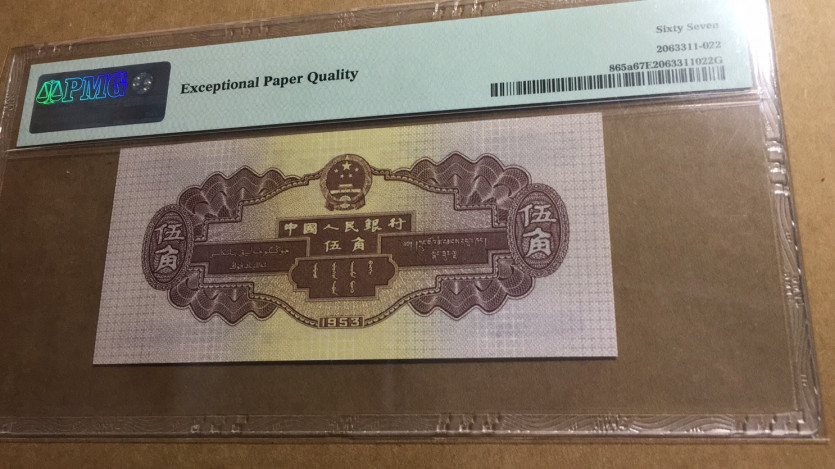 Sixty Seven
2063311-022
865a67E2063311022G
PMG
Exceptional Paper Quality
中國人民銀行
伍角
伍角
伍角
1953